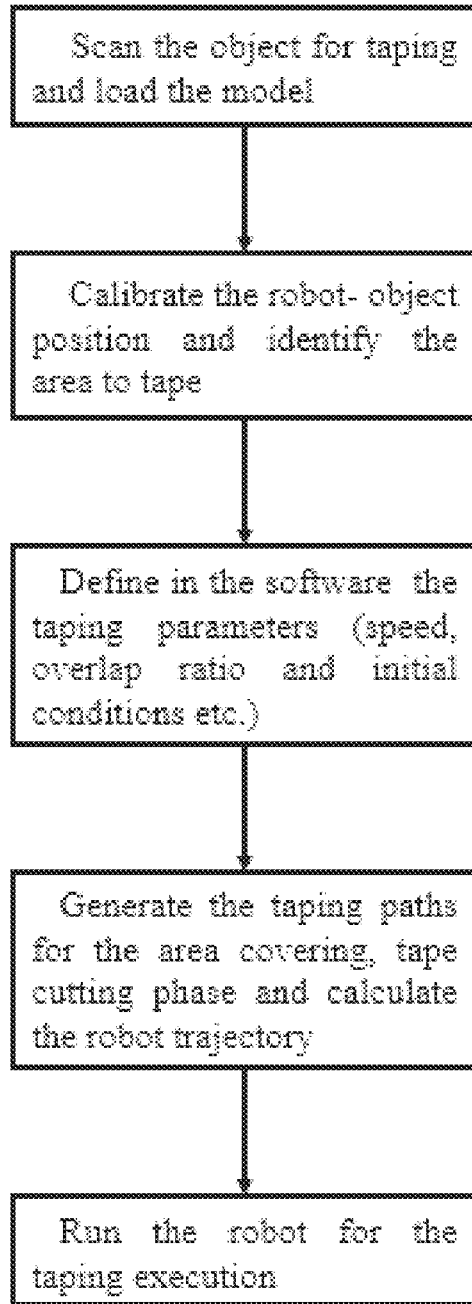 Scan the object for taping
and load the model
Calibrate the robot- object
position and identify the
area to tape
Define in the software the
taping parameters (speed,
overlap ratio and initial
conditions etc.)
Generate the taping paths
for the area covering, tape
cutting phase and calculate
the robot trajectory
Run the robot for the
taping execution